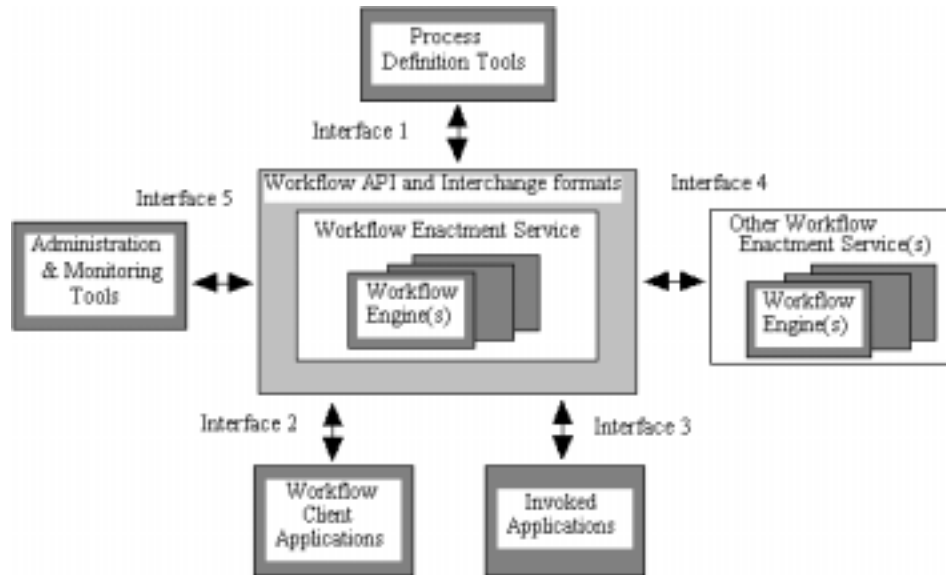 Process
Definition Tools
Interface 1
Workflow API and Interchange formats
Interface 4
Interface 5
Workflow Enactment Service
Other Workflow
Enactment Service(s)
Administration
& Monitoring
Tools
Workflow
Engine(s)
Workflow
Engine(s)
Interface 2
Interface 3
Workflow
Client
Applications
Invoked
Applications